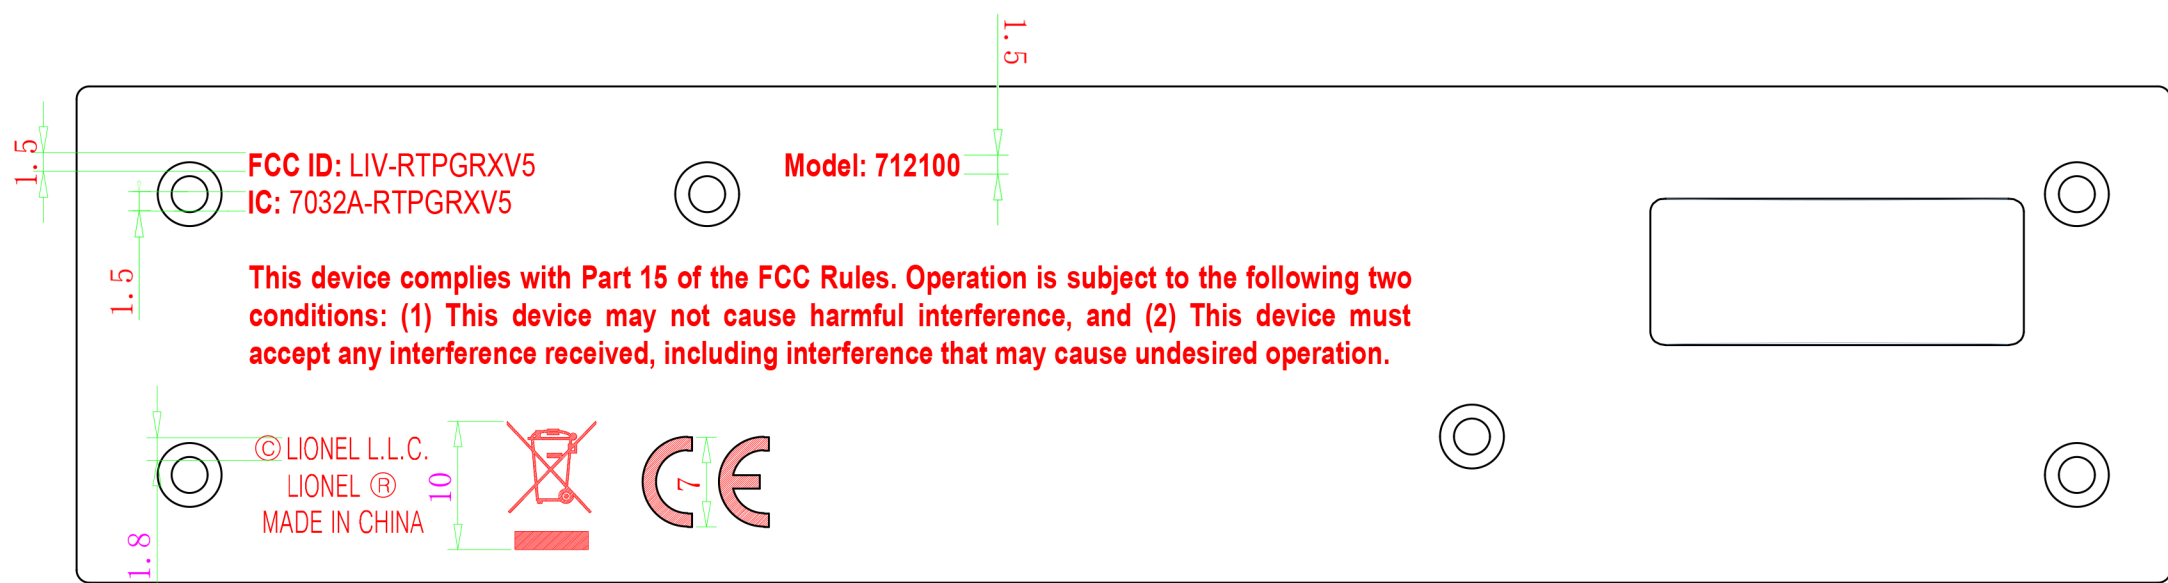 1.5
1.5
FCC ID: LIV-RTPGRXV5
Model: 712100
IC: 7032A-RTPGRXV5
1.5
This device complies with Part 15 of the FCC Rules. Operation is subject to the following two
conditions: (1) This device may not cause harmful interference, and (2) This device must
accept any interference received, including interference that may cause undesired operation.
© LIONEL L.L.C.
LIONEL ®
MADE IN CHINA
10
CE
7
1.8